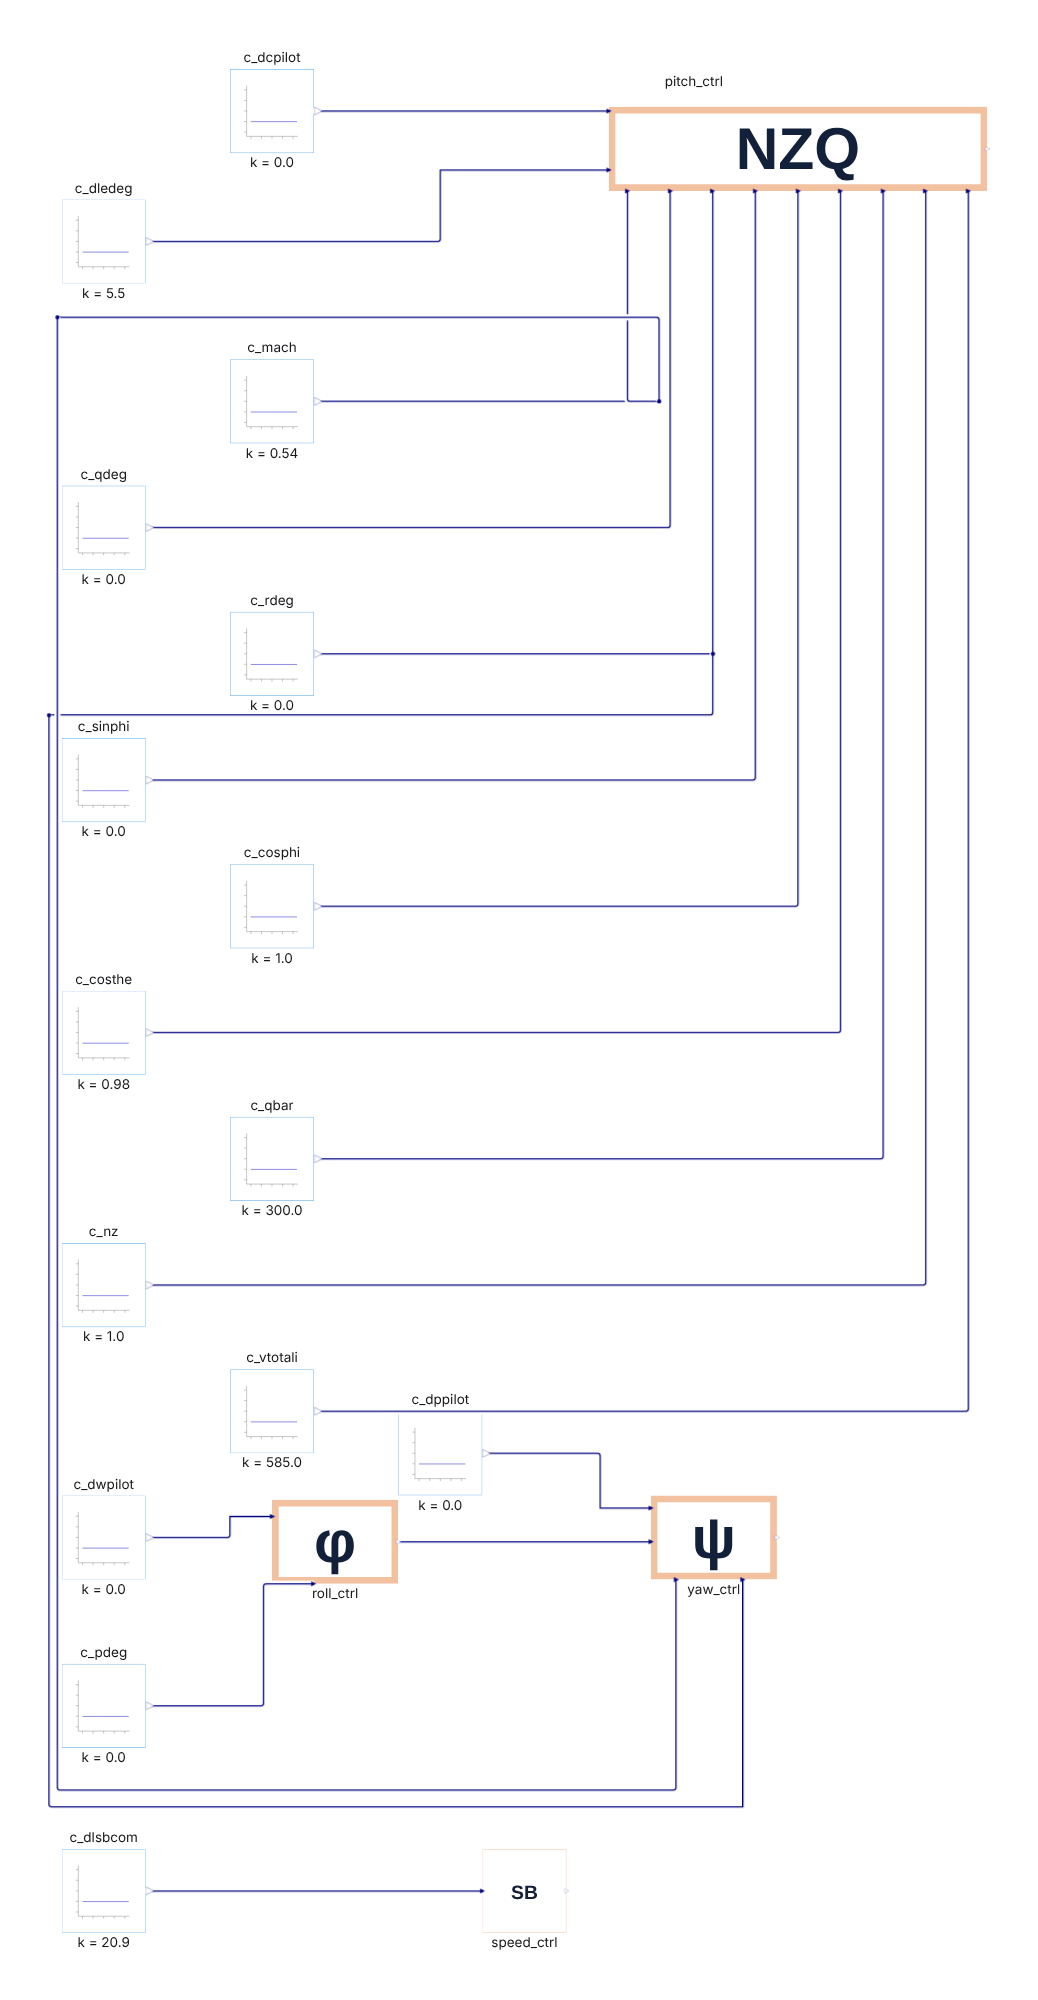 c_dcpilot
k = 0.0
pitch_ctrl
NZQ
c_dledeg
k = 5.5
c_mach
k = 0.54
c_qdeg
k = 0.0
c_rdeg
k = 0.0
c_sinphi
k = 0.0
c_cosphi
k = 1.0
c_costhe
k = 0.98
c_qbar
k = 300.0
c_nz
k = 1.0
c_vtotali
k = 585.0
c_dppilot
k = 0.0
c_dwpilot
k = 0.0
φ
roll_ctrl
ψ
yaw_ctrl
c_pdeg
k = 0.0
c_dlsbcom
k = 20.9
SB
speed_ctrl